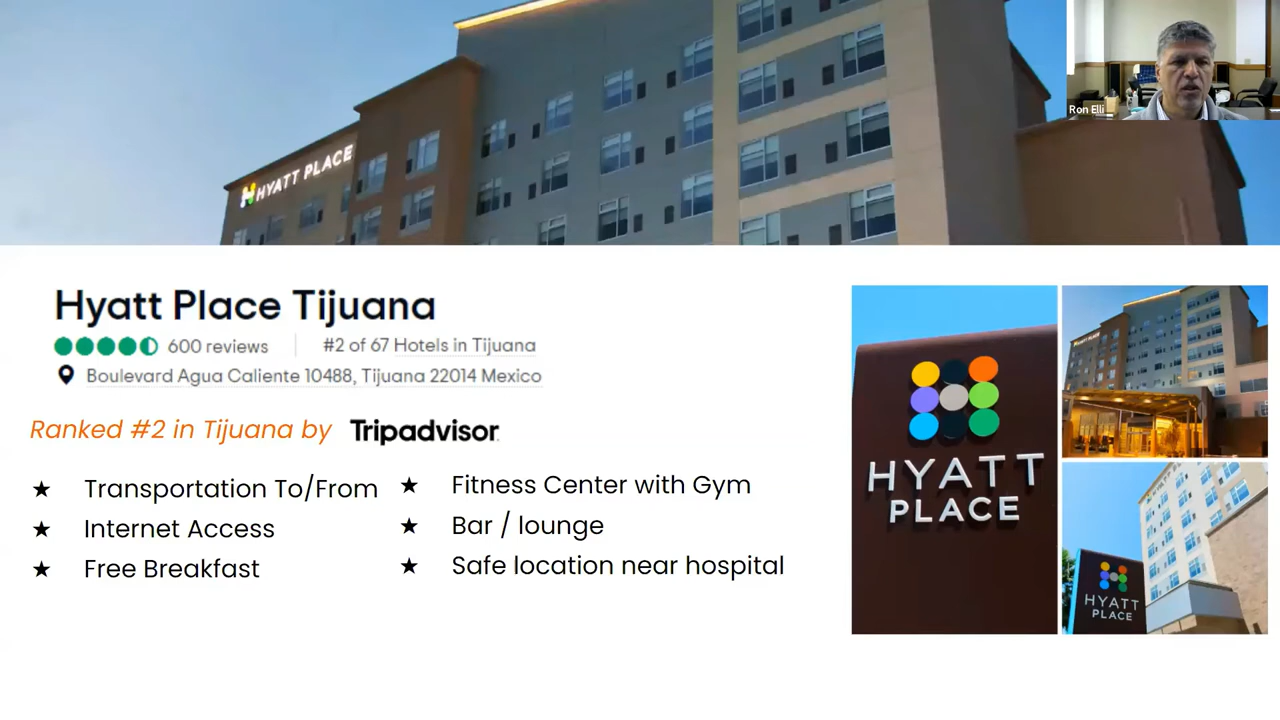 HYATT PLACE
Ron Elli
Hyatt Place Tijuana
600 reviews
#2 of 67 Hotels in Tijuana
Boulevard Agua Caliente 10488, Tijuana 22014 Mexico
Ranked #2 in Tijuana by Tripadvisor
★ Transportation To/From
★ Internet Access
★ Free Breakfast
★ Fitness Center with Gym
★ Bar / lounge
★ Safe location near hospital
HYATT
PLACE
HYATT PLACE
HYATT
PLACE